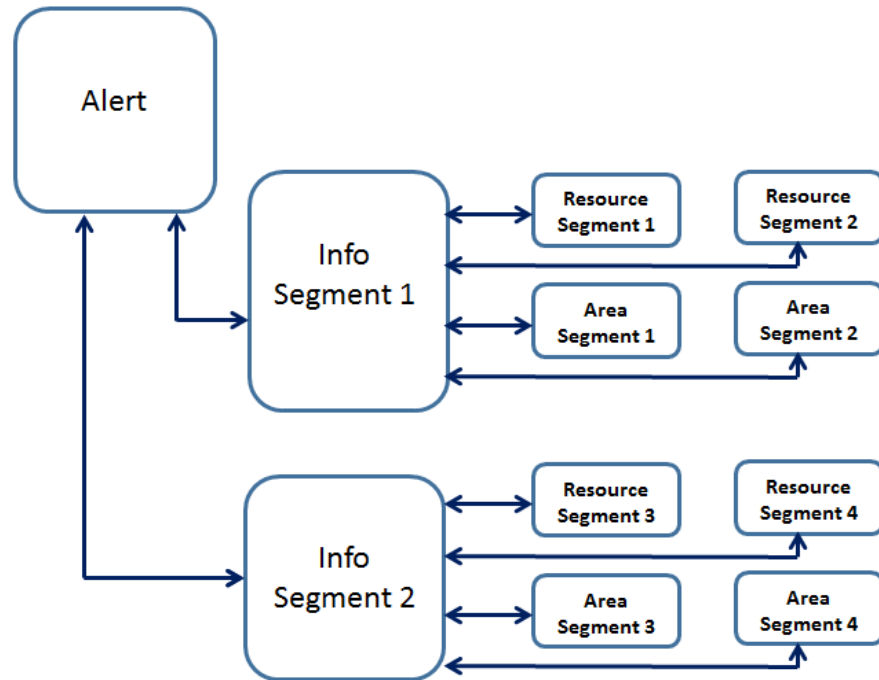 Alert
Info
Segment 1
Resource
Segment 1
Resource
Segment 2
Area
Segment 1
Area
Segment 2
Info
Segment 2
Resource
Segment 3
Resource
Segment 4
Area
Segment 3
Area
Segment 4